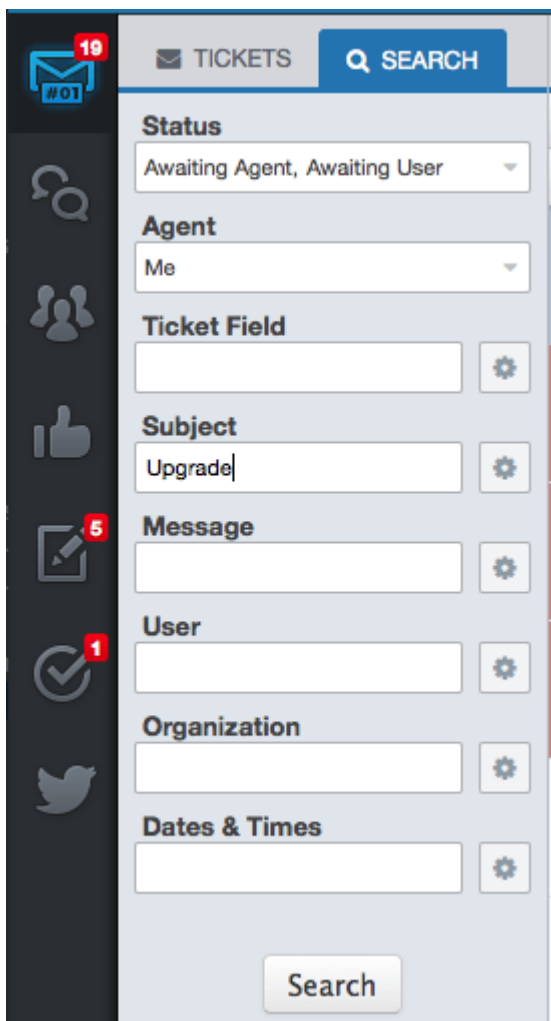 19
#01
TICKETS
SEARCH
Status
Awaiting Agent, Awaiting User
Agent
Me
Ticket Field
Subject
Upgrade
Message
5
User
1
Organization
Dates & Times
Search